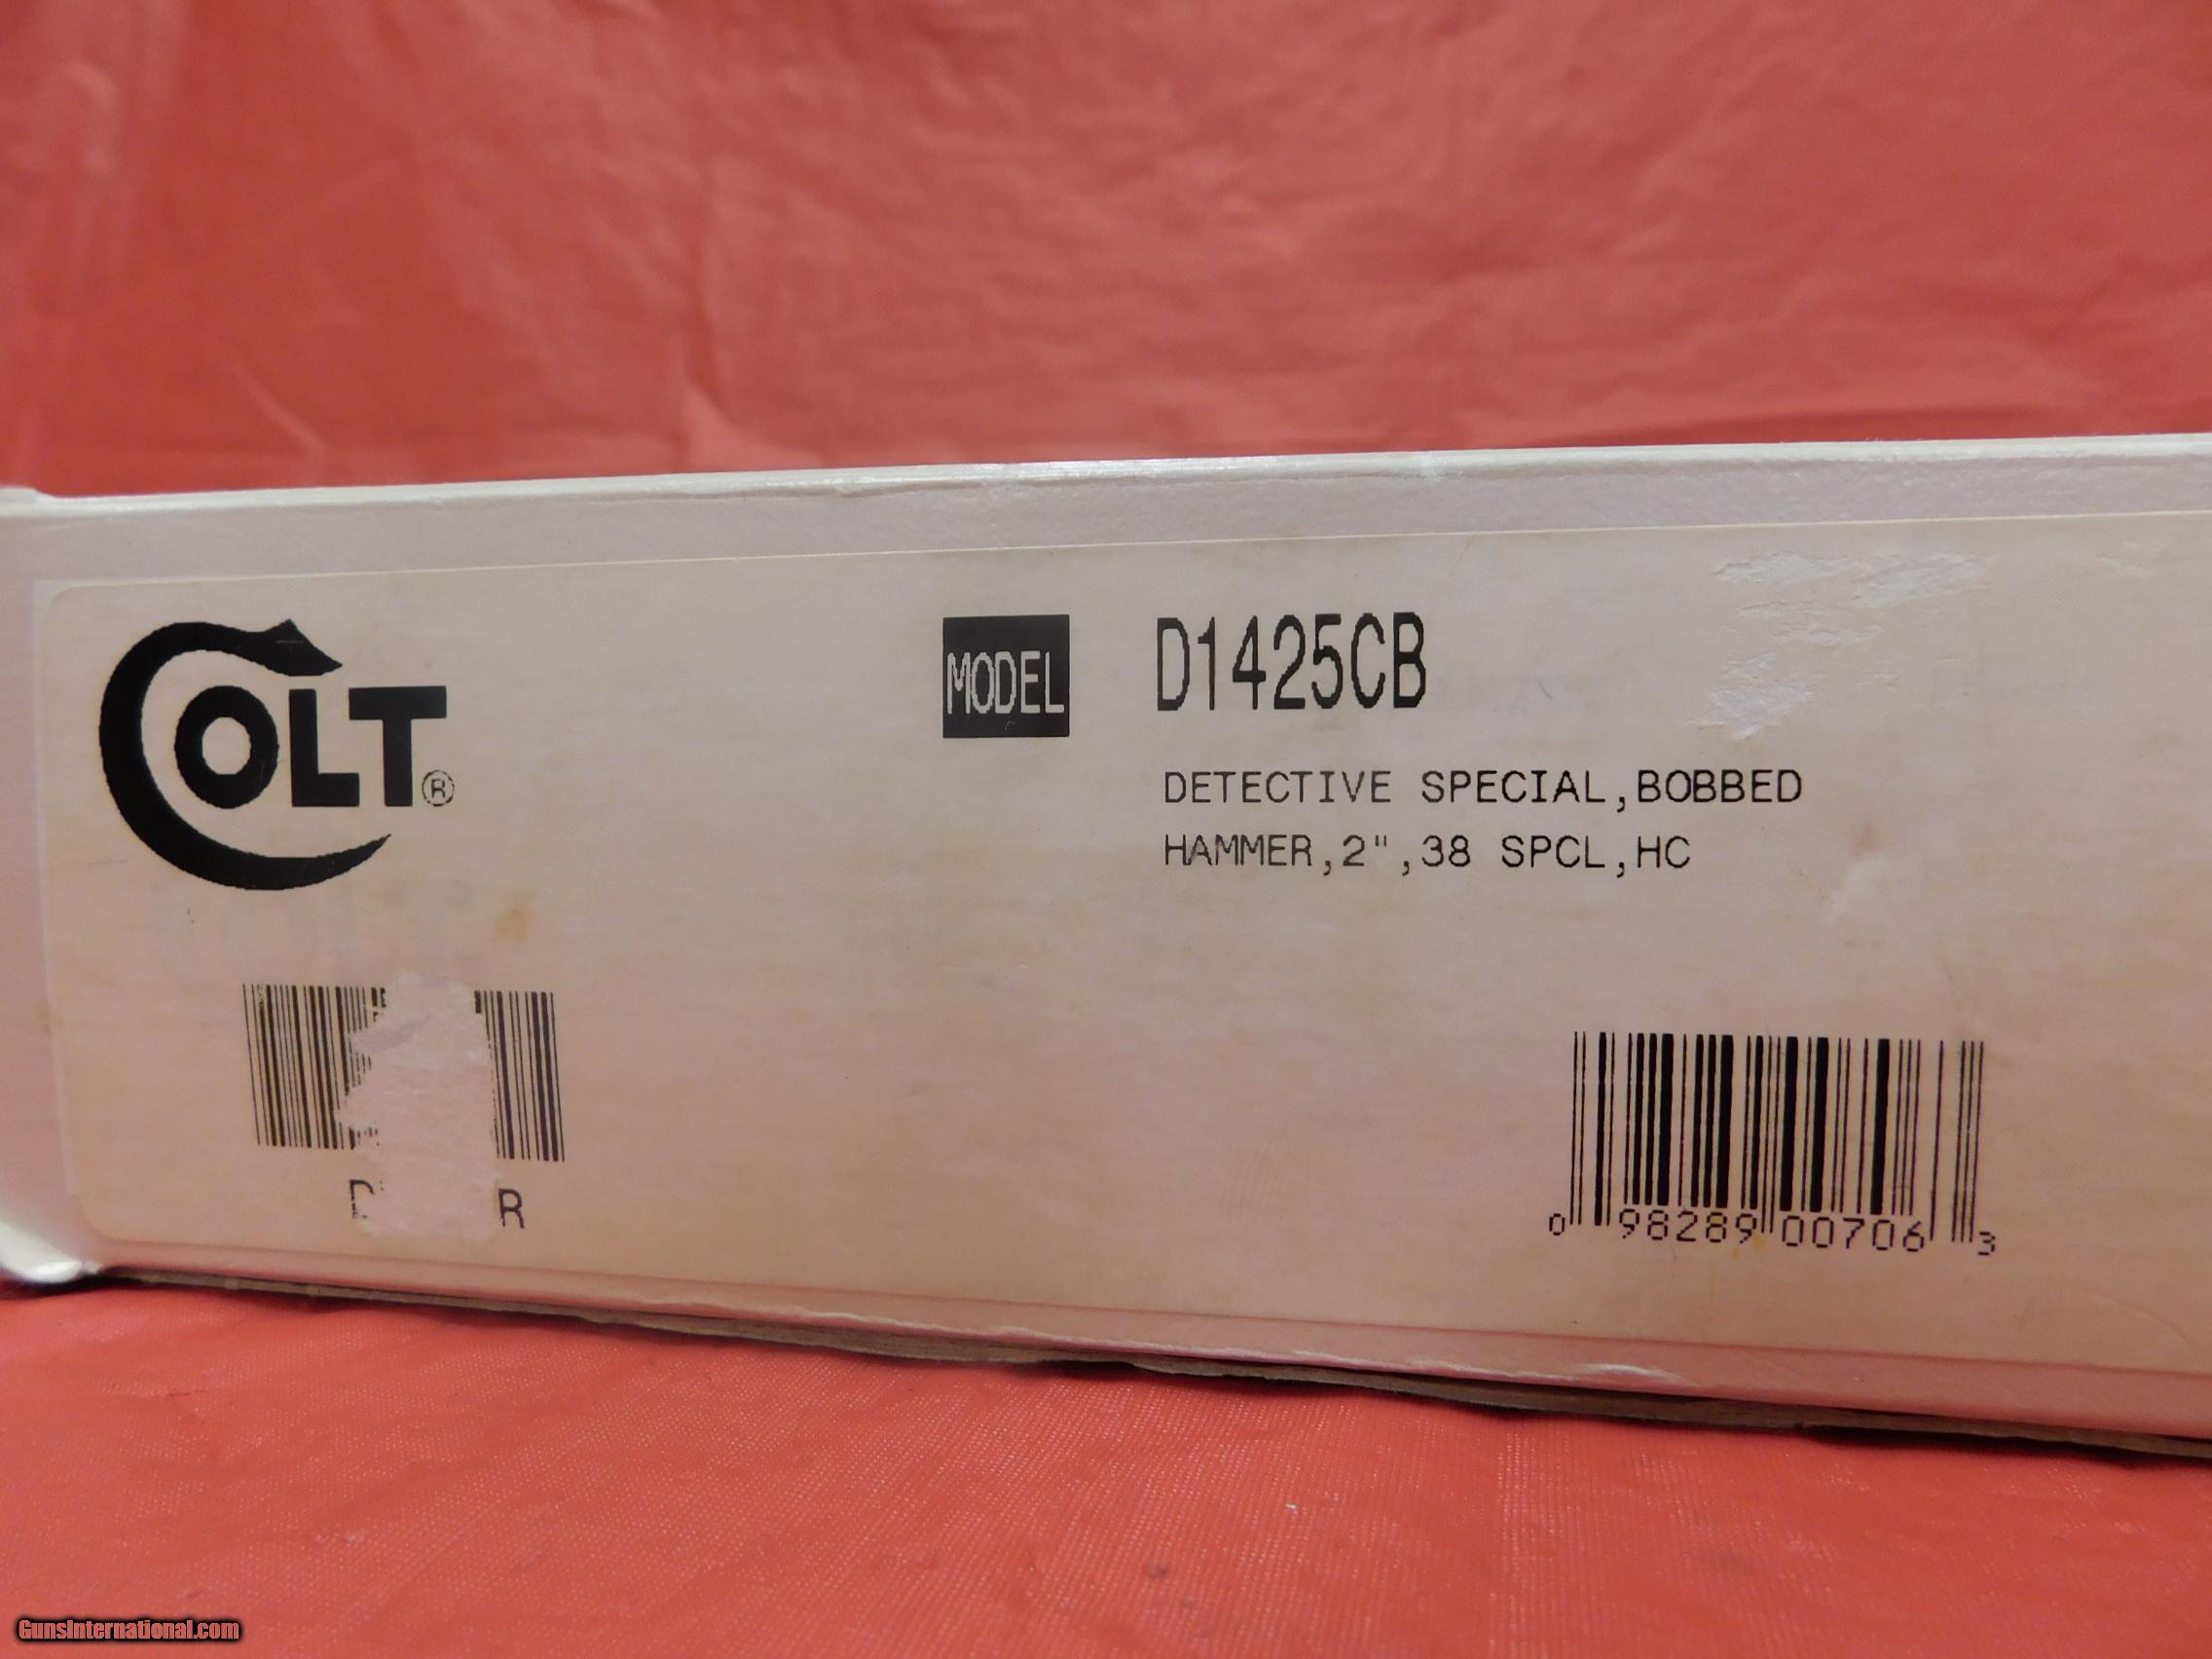 COLT®
MODEL D1425CB
DETECTIVE SPECIAL,BOBBED
HAMMER,2",38 SPCL,HC
R
0 98289 00706 3
GunsInternational.com